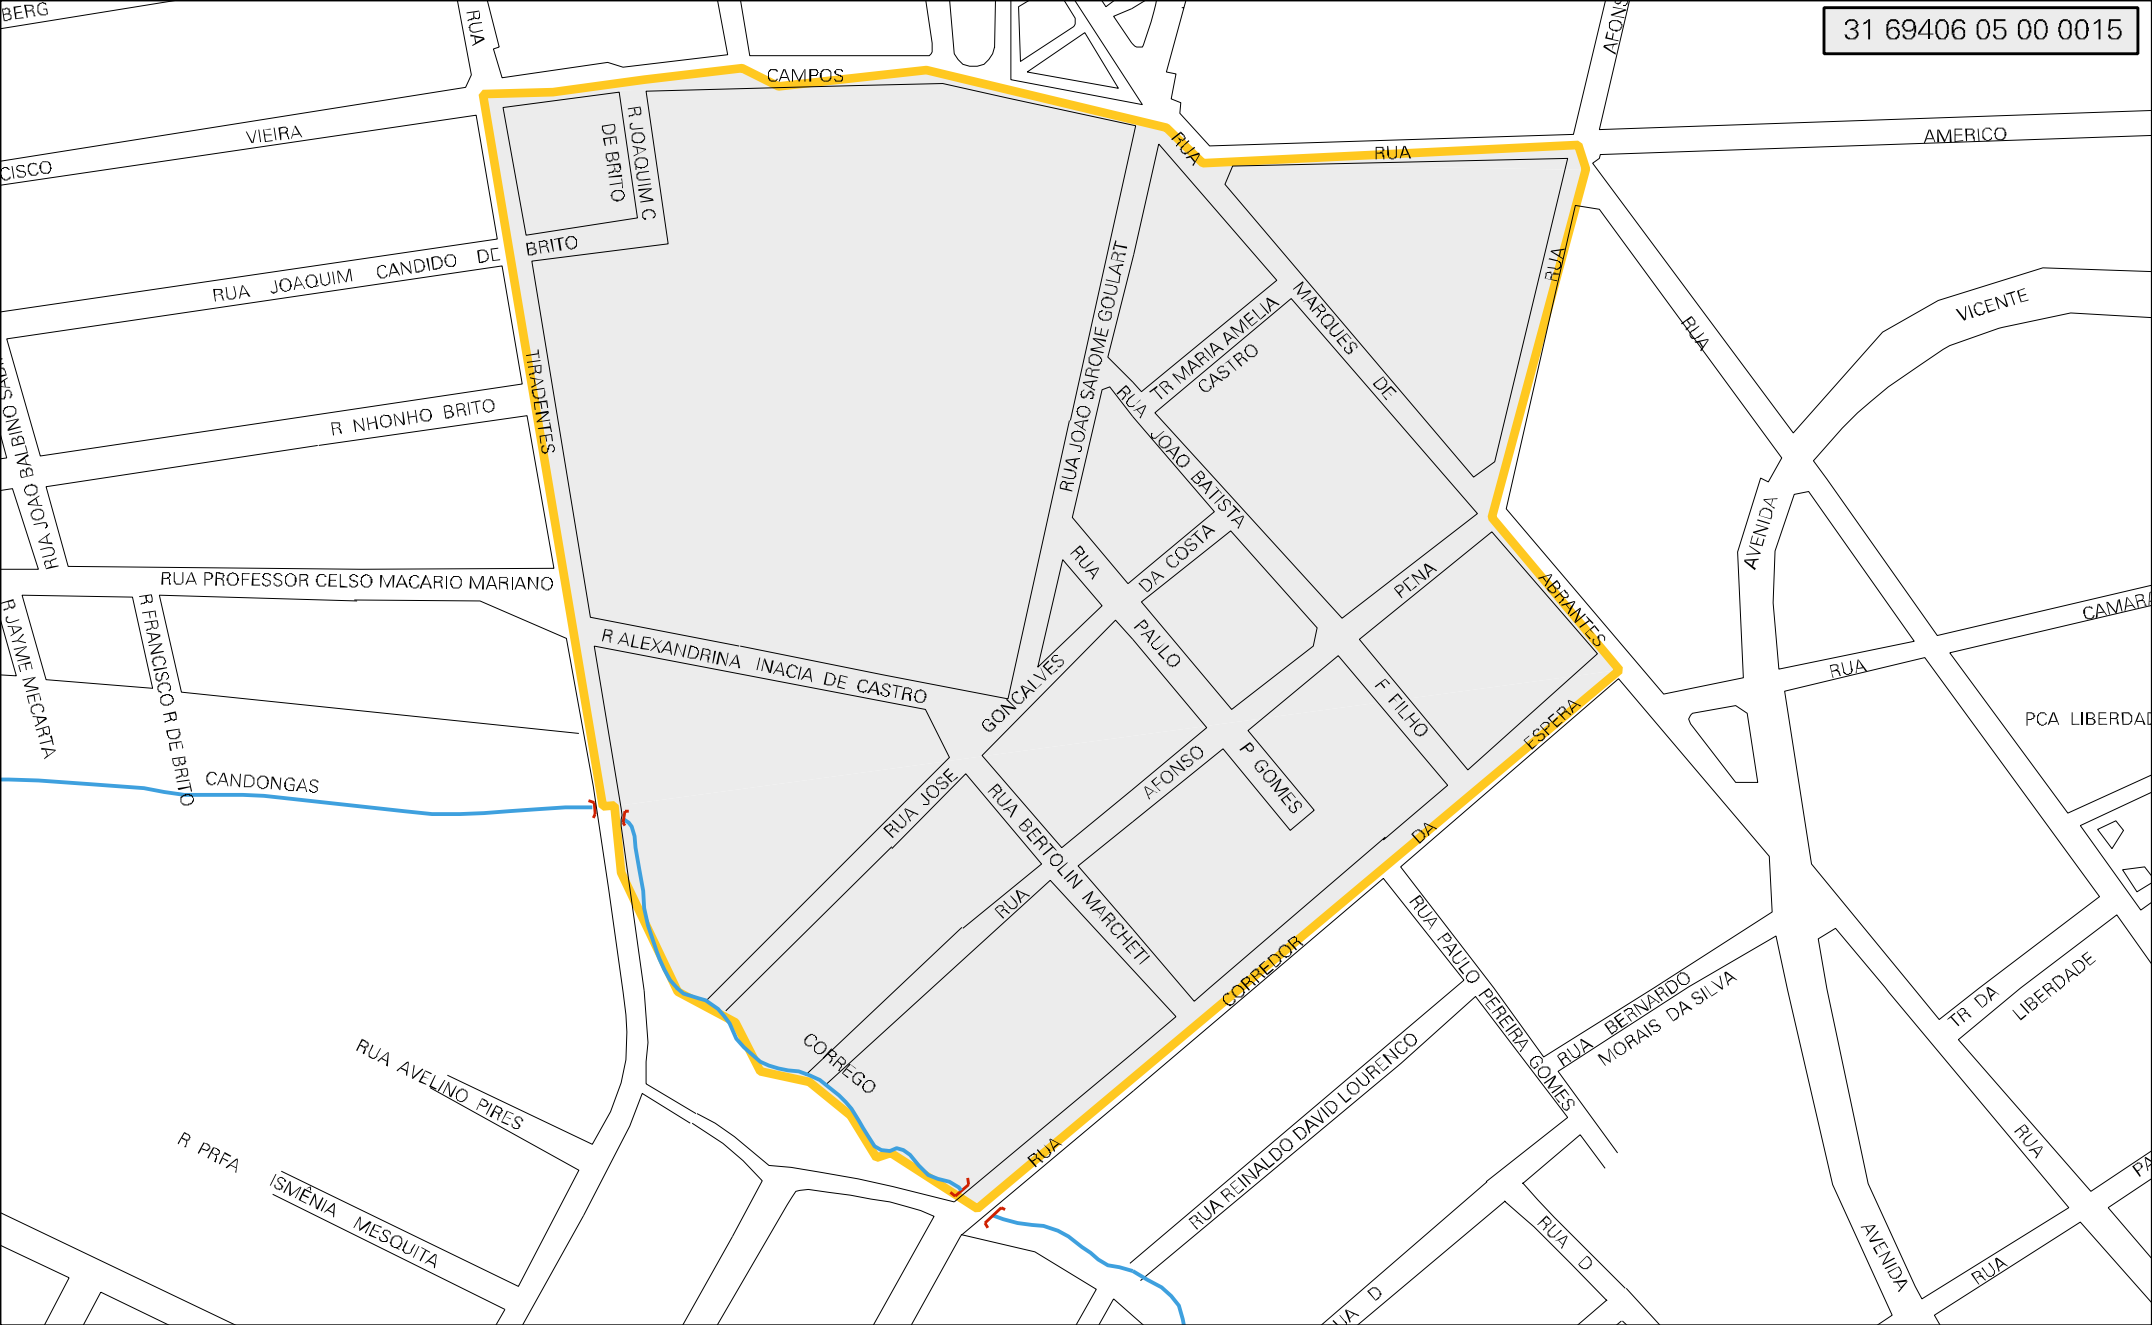 BERG
RUA
31 69406 05 00 0015
CAMPOS
VIEIRA
CISCO
AMERICO
RUA
RUA
R JOAQUIM C
DE BRITO
BRITO
RUA JOAQUIM CANDIDO DE
RUA
VICENTE
RUA
MARQUES
DE
TR MARIA AMELIA
CASTRO
RUA JOAO SAROME GOULART
TIRADENTES
R NHONHO BRITO
RUA JOAO BALBINO
RUA
JOAO BATISTA
F FILHO
AVENIDA
DA COSTA
RUA
PAULO
P GOMES
PENA
ABRANTES
RUA PROFESSOR CELSO MACARIO MARIANO
R JAYME MECARTA
R FRANCISCO R DE BRITO
R ALEXANDRINA INACIA DE CASTRO
GONCALVES
RUA JOSE
RUA
PCA
ESPERA
DA
CORREDOR
RUA
CANDONGAS
AFONSO
RUA
RUA BERTOLIN MARCHETI
RUA PAULO PEREIRA GOMES
RUA BERNARDO
MORAIS DA SILVA
TR DA
LIBERDADE
CORREGO
RUA AVELINO PIRES
R PRFA ISMÊNIA MESQUITA
RUA REINALDO DAVID LOURENCO
RUA D
RUA
AVENIDA
RUA